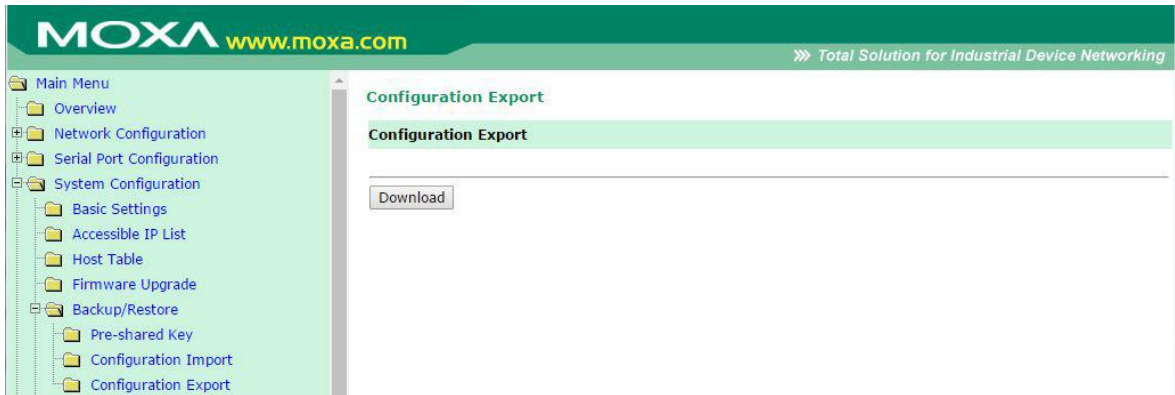 MOXA www.moxa.com
Total Solution for Industrial Device Networking
Main Menu
Overview
Network Configuration
Serial Port Configuration
System Configuration
Basic Settings
Accessible IP List
Host Table
Firmware Upgrade
Backup/Restore
Pre-shared Key
Configuration Import
Configuration Export
Configuration Export
Configuration Export
Download